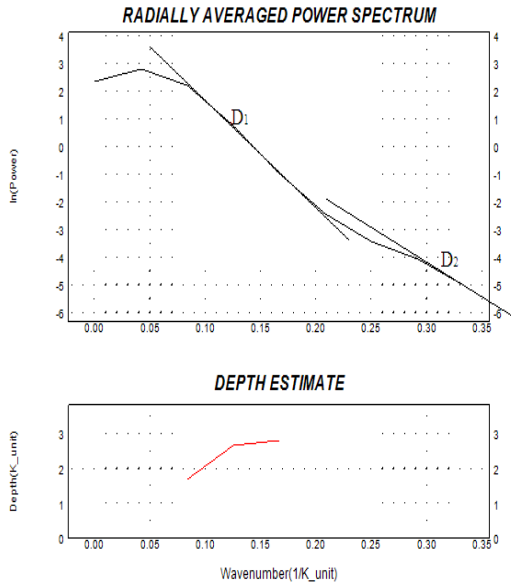 RADIALLY AVERAGED POWER SPECTRUM
4 4
3 3
2 2
1 D1 1
0 0
-1 -1
-2 -2
-3 -3
-4 D2 -4
-5 -5
-6 -6
ln(Power)
0.00 0.05 0.10 0.15 0.20 0.25 0.30 0.35
DEPTH ESTIMATE
3 3
2 2
1 1
0 0
Depth(K_unit)
0.00 0.05 0.10 0.15 0.20 0.25 0.30 0.35
Wavenumber(1/K_unit)